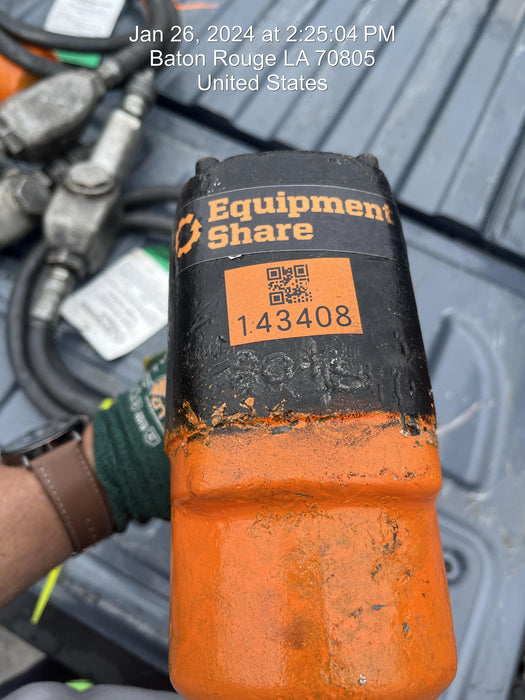 Jan 26, 2024 at 2:25:04 PM
Baton Rouge LA 70805
United States
Equipment
Share
143408